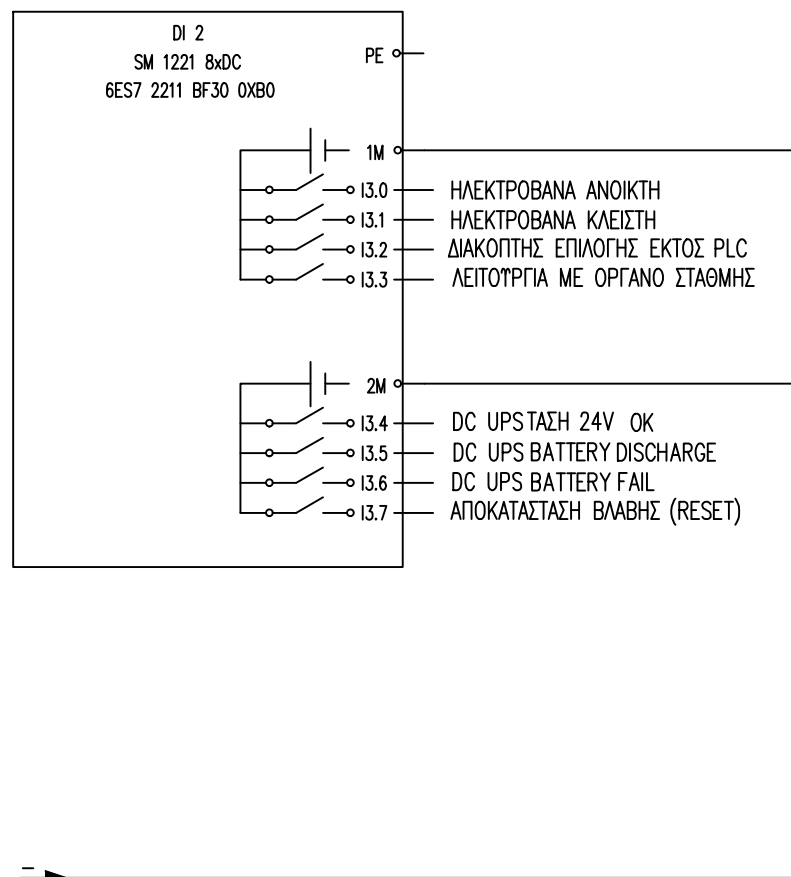 DI 2
SM 1221 8xDC
6ES7 2211 BF30 0XB0
PE
1M
I3.0 ΗΛΕΚΤΡΟΒΑΝΑ ΑΝΟΙΚΤΗ
I3.1 ΗΛΕΚΤΡΟΒΑΝΑ ΚΛΕΙΣΤΗ
I3.2 ΔΙΑΚΟΠΤΗΣ ΕΠΙΛΟΓΗΣ ΕΚΤΟΣ PLC
I3.3 ΛΕΙΤΟΥΡΓΙΑ ΜΕ ΟΡΓΑΝΟ ΣΤΑΘΜΗΣ
2M
I3.4 DC UPS ΤΑΣΗ 24V OK
I3.5 DC UPS BATTERY DISCHARGE
I3.6 DC UPS BATTERY FAIL
I3.7 ΑΠΟΚΑΤΑΣΤΑΣΗ ΒΛΑΒΗΣ (RESET)